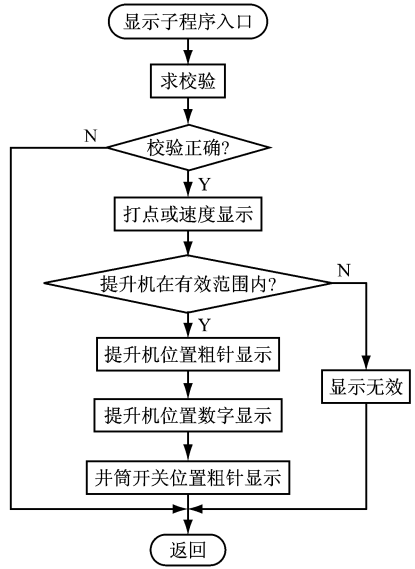 显示子程序入口
求校验
N
校验正确?
Y
打点或速度显示
提升机在有效范围内?
N
Y
提升机位置粗针显示
显示无效
提升机位置数字显示
井筒开关位置粗针显示
返回